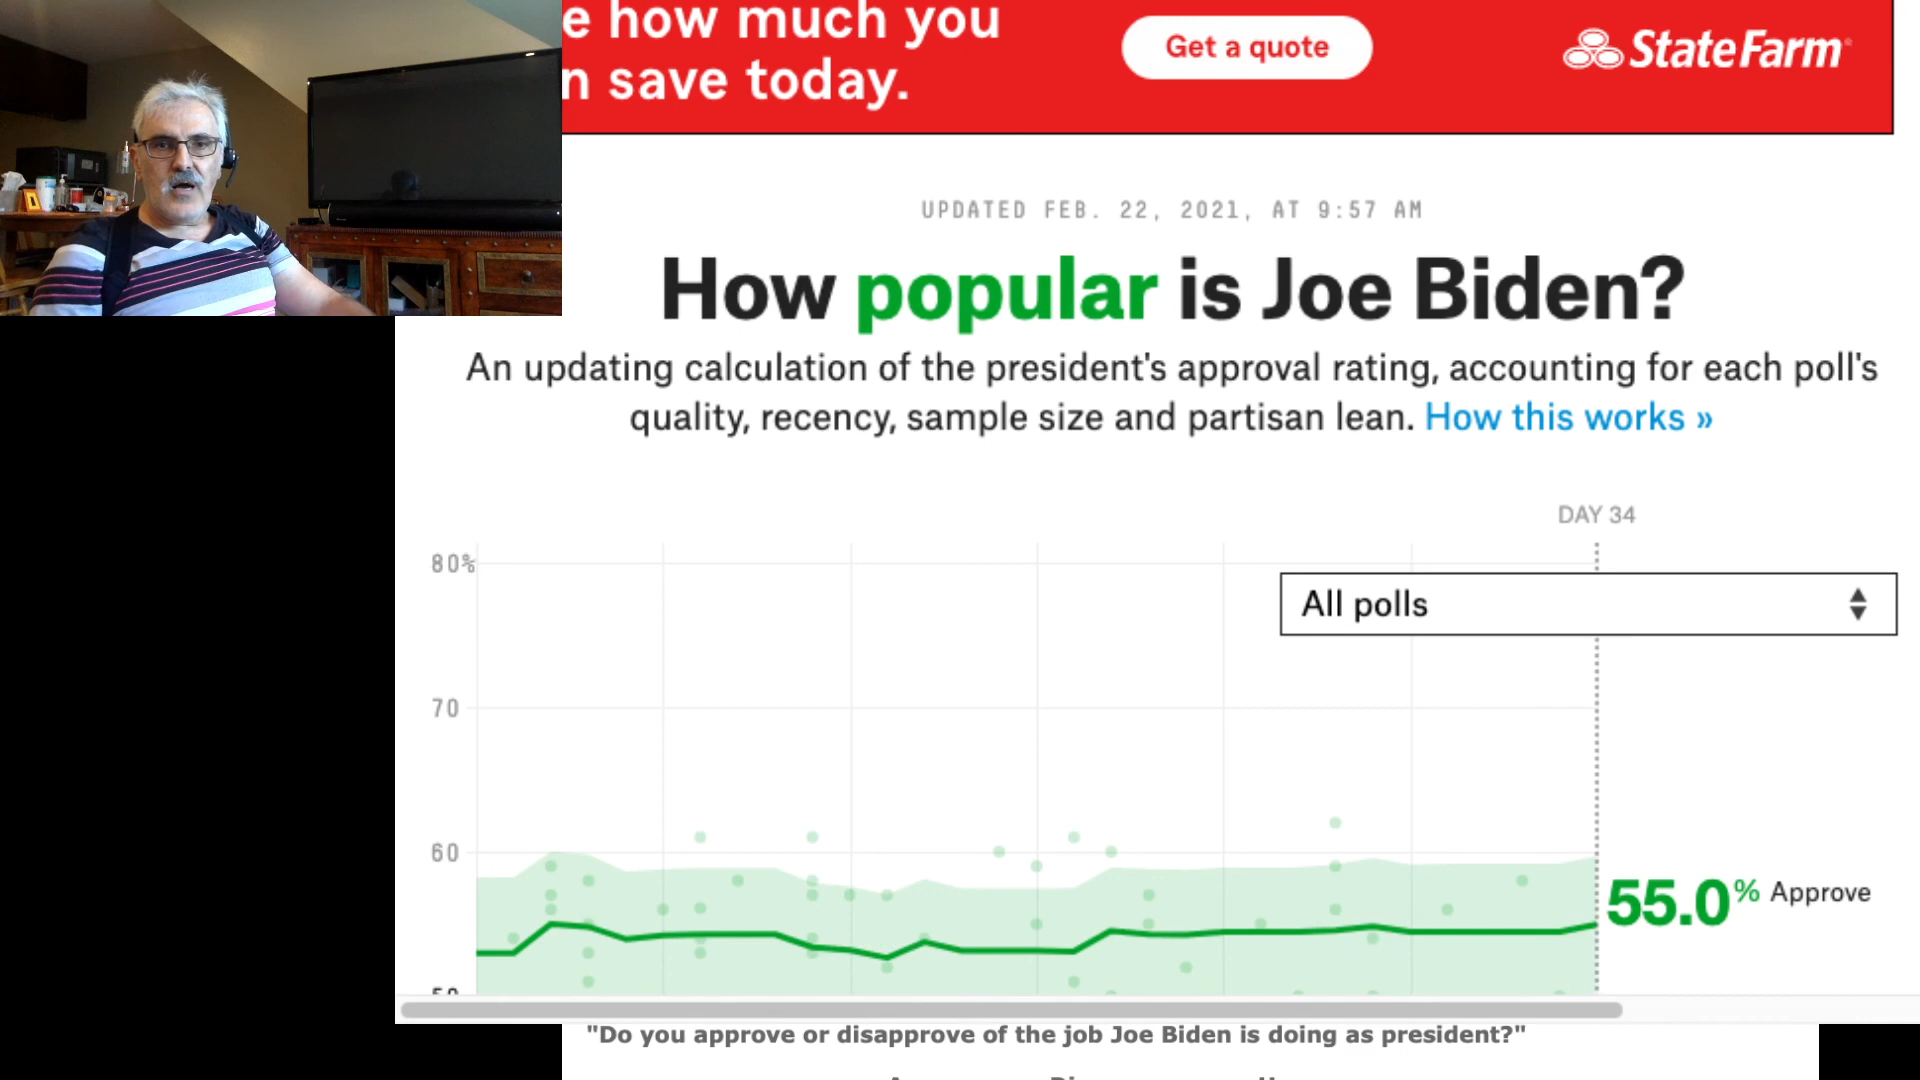 e how much you
n save today.
Get a quote
StateFarm®
UPDATED FEB. 22, 2021, AT 9:57 AM
How popular is Joe Biden?
An updating calculation of the president's approval rating, accounting for each poll's
quality, recency, sample size and partisan lean. How this works »
DAY 34
80%
All polls
70
60
55.0% Approve
"Do you approve or disapprove of the job Joe Biden is doing as president?"